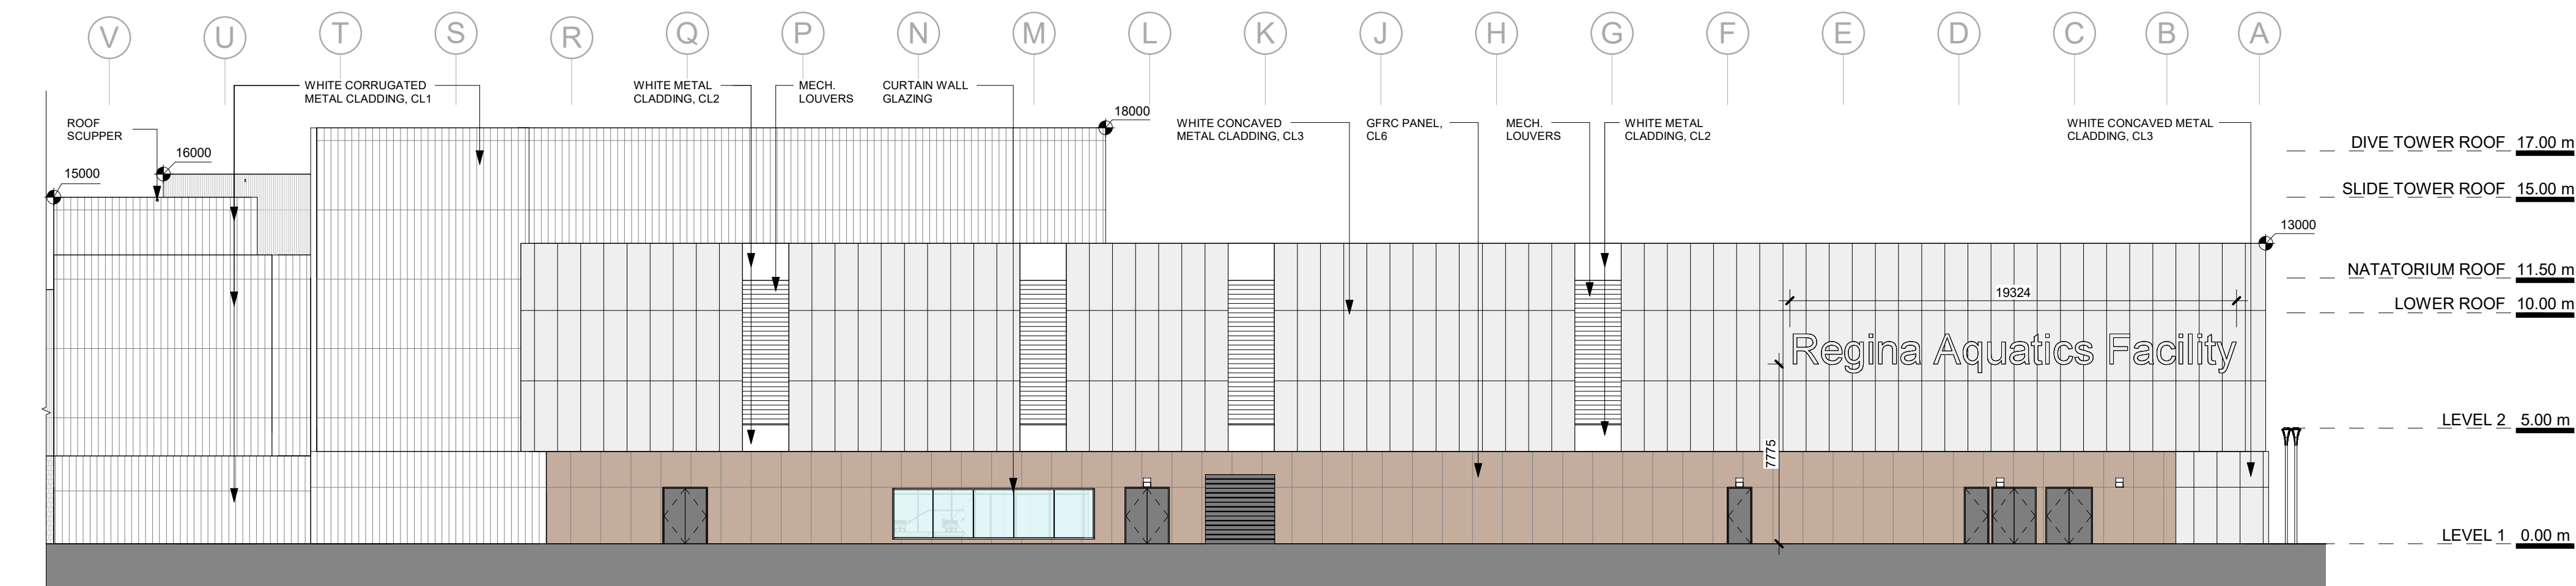 V U T S R Q P N M L K J H G F E D C B A
WHITE CORRUGATED
METAL CLADDING, CL1
WHITE METAL
CLADDING, CL2
MECH.
LOUVERS
CURTAIN WALL
GLAZING
18000
ROOF
SCUPPER
WHITE CONCAVED
METAL CLADDING, CL3
GFRC PANEL,
CL6
MECH.
LOUVERS
WHITE METAL
CLADDING, CL2
WHITE CONCAVED METAL
CLADDING, CL3
16000
15000
DIVE TOWER ROOF 17.00 m
SLIDE TOWER ROOF 15.00 m
13000
NATATORIUM ROOF 11.50 m
19324
LOWER ROOF 10.00 m
Regina Aquatics Facility
LEVEL 2 5.00 m
7775
LEVEL 1 0.00 m